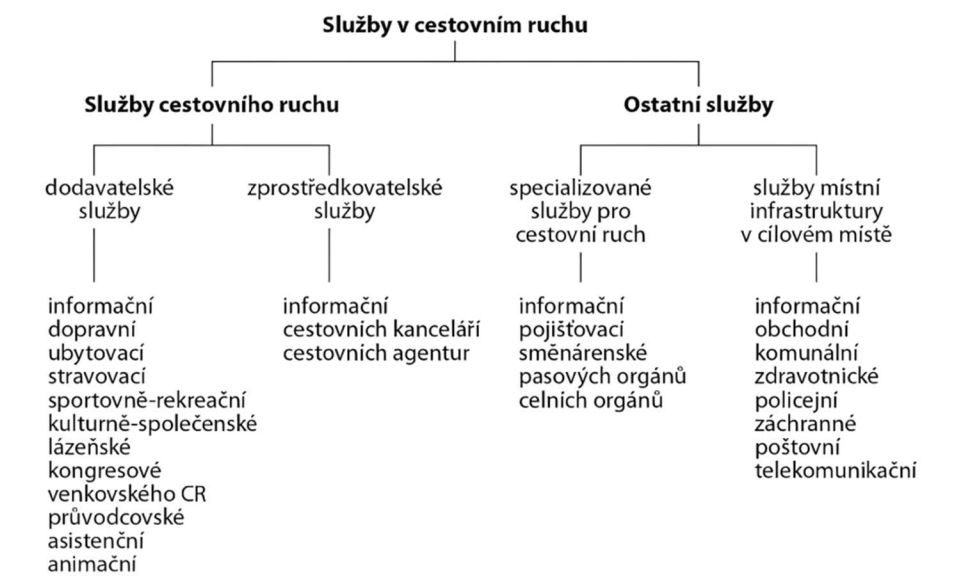 Služby v cestovním ruchu
Služby cestovního ruchu
Ostatní služby
dodavatelské
služby
zprostředkovatelské
služby
specializované
služby pro
cestovní ruch
služby místní
infrastruktury
v cílovém místě
informační
dopravní
ubytovací
stravovací
sportovně-rekreační
kulturně-společenské
lázeňské
kongresové
venkovského CR
průvodcovské
asistenční
animační
informační
cestovních kanceláří
cestovních agentur
informační
pojišťovací
směnárenské
pasových orgánů
celních orgánů
informační
obchodní
komunální
zdravotnické
policejní
záchranné
poštovní
telekomunikační